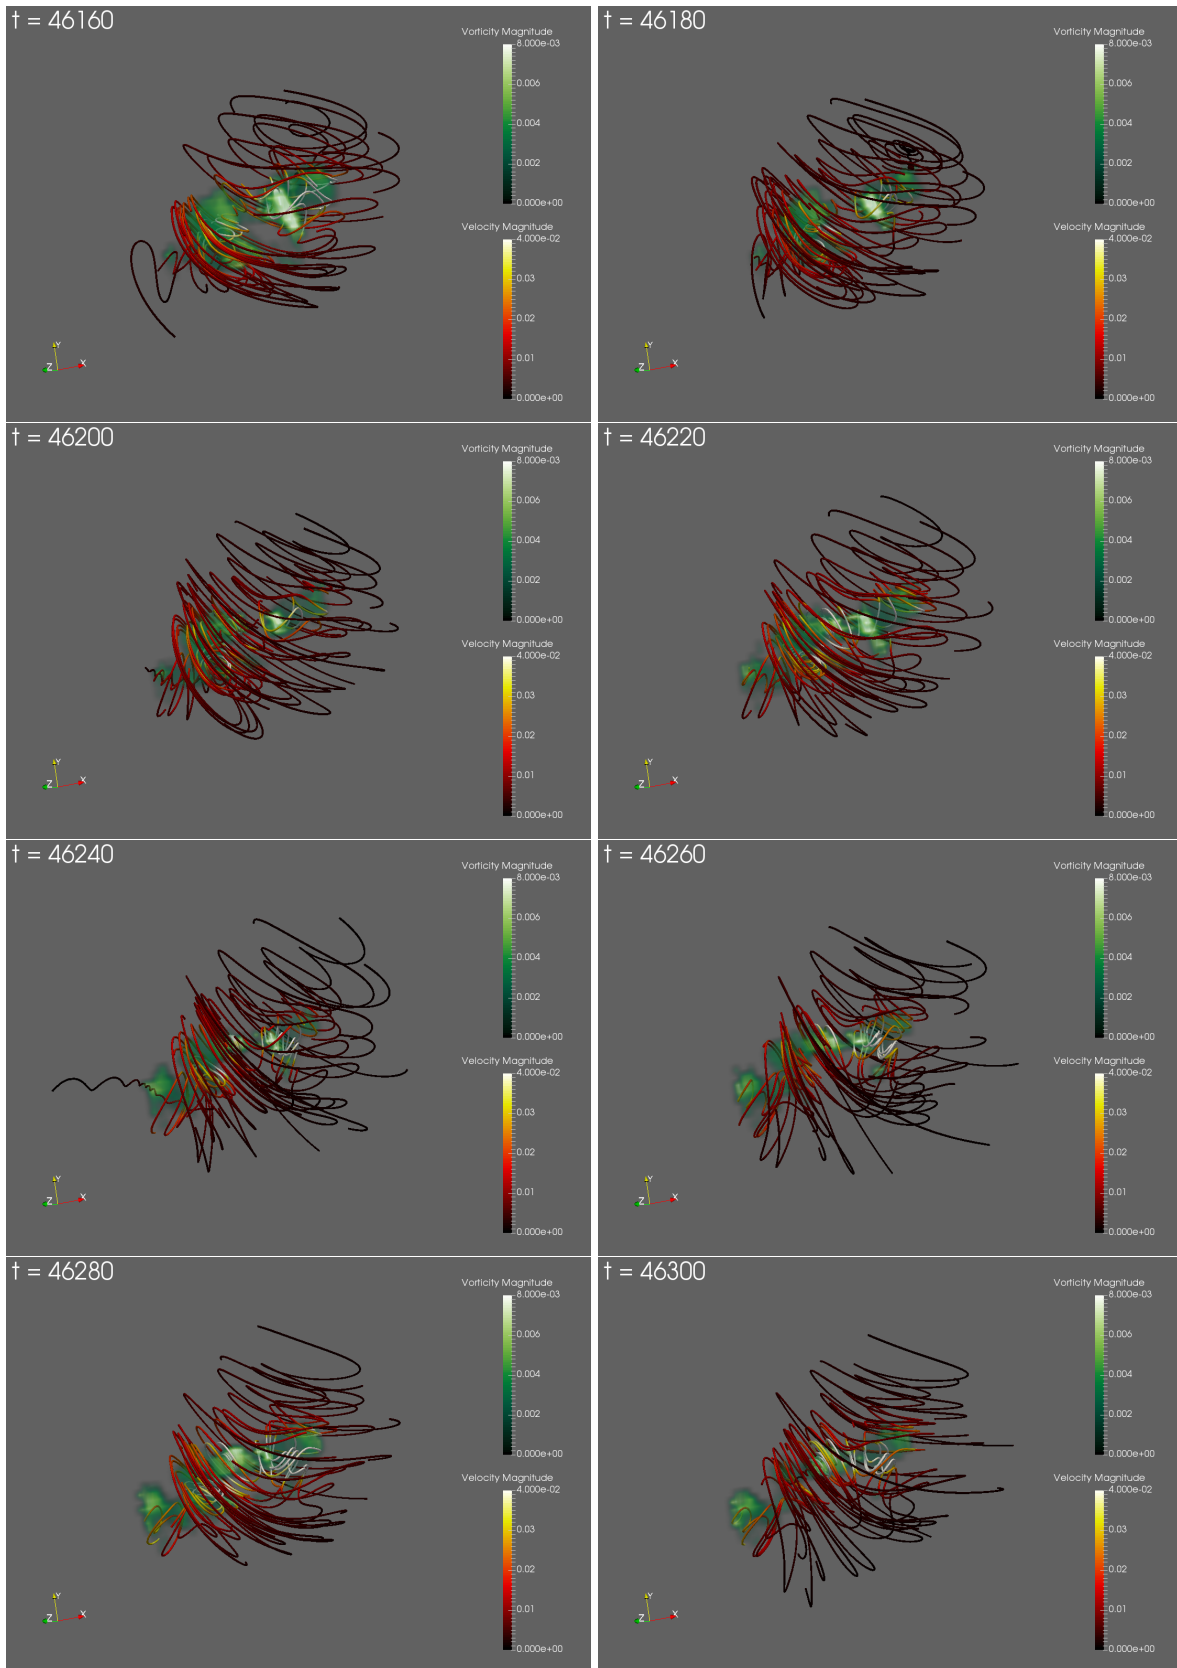 t = 46160
Vorticity Magnitude
8.000e-03
0.006
0.004
0.002
0.000e+00
Velocity Magnitude
4.000e-02
0.03
0.02
0.01
0.000e+00
Y
Z
X
t = 46180
Vorticity Magnitude
8.000e-03
0.006
0.004
0.002
0.000e+00
Velocity Magnitude
4.000e-02
0.03
0.02
0.01
0.000e+00
Y
Z
X
t = 46200
Vorticity Magnitude
8.000e-03
0.006
0.004
0.002
0.000e+00
Velocity Magnitude
4.000e-02
0.03
0.02
0.01
0.000e+00
Y
Z
X
t = 46220
Vorticity Magnitude
8.000e-03
0.006
0.004
0.002
0.000e+00
Velocity Magnitude
4.000e-02
0.03
0.02
0.01
0.000e+00
Y
Z
X
t = 46240
Vorticity Magnitude
8.000e-03
0.006
0.004
0.002
0.000e+00
Velocity Magnitude
4.000e-02
0.03
0.02
0.01
0.000e+00
Y
Z
X
t = 46260
Vorticity Magnitude
8.000e-03
0.006
0.004
0.002
0.000e+00
Velocity Magnitude
4.000e-02
0.03
0.02
0.01
0.000e+00
Y
Z
X
t = 46280
Vorticity Magnitude
8.000e-03
0.006
0.004
0.002
0.000e+00
Velocity Magnitude
4.000e-02
0.03
0.02
0.01
0.000e+00
Y
Z
X
t = 46300
Vorticity Magnitude
8.000e-03
0.006
0.004
0.002
0.000e+00
Velocity Magnitude
4.000e-02
0.03
0.02
0.01
0.000e+00
Y
Z
X